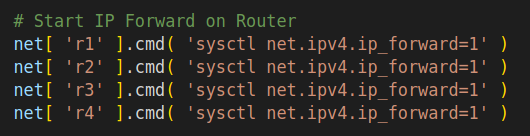 # Start IP Forward on Router
net[ 'r1' ].cmd( 'sysctl net.ipv4.ip_forward=1' )
net[ 'r2' ].cmd( 'sysctl net.ipv4.ip_forward=1' )
net[ 'r3' ].cmd( 'sysctl net.ipv4.ip_forward=1' )
net[ 'r4' ].cmd( 'sysctl net.ipv4.ip_forward=1' )